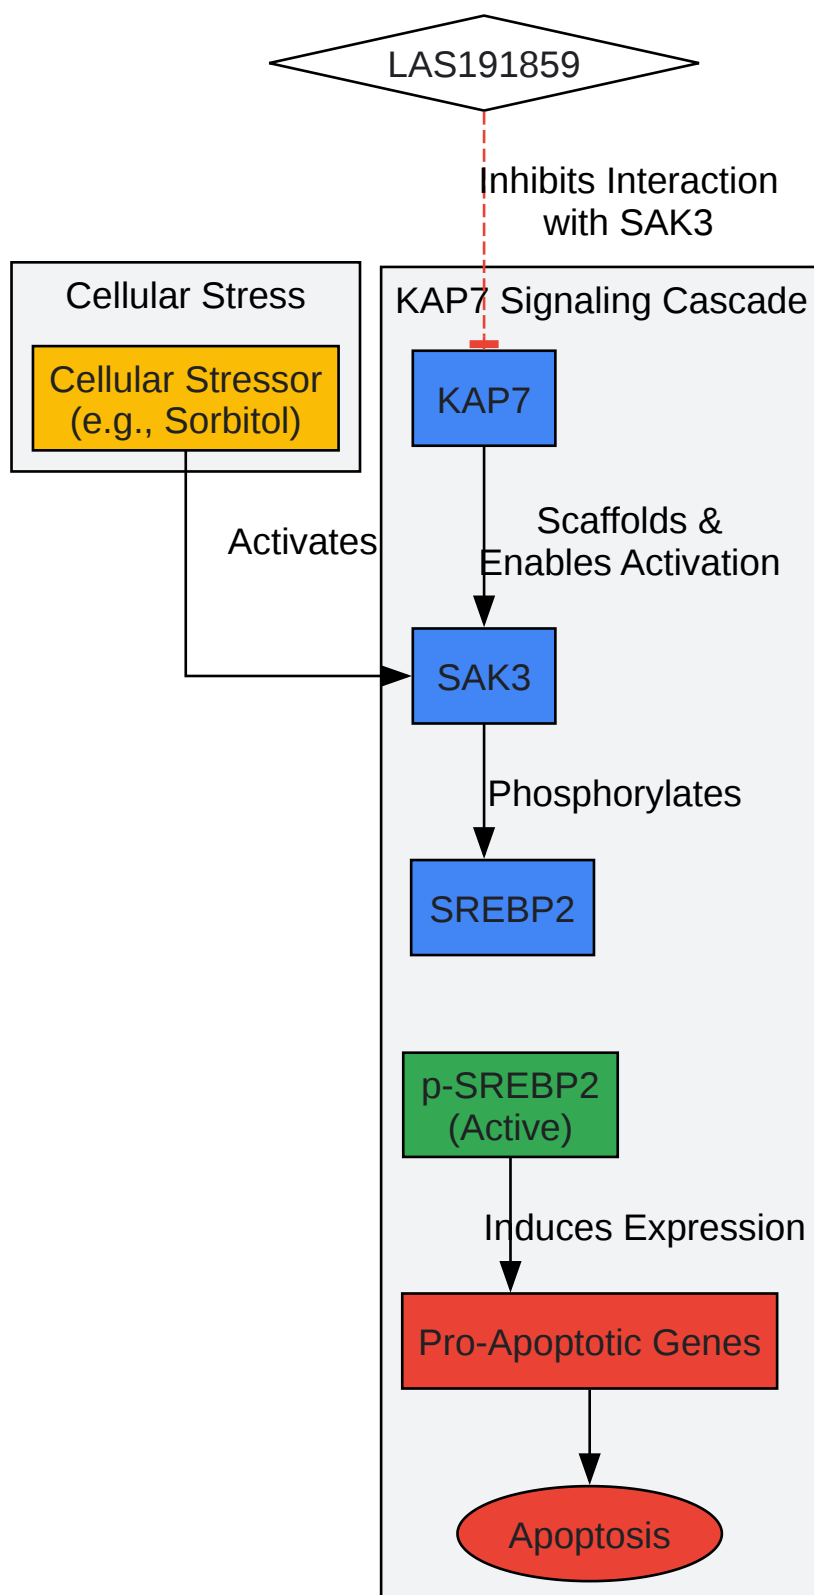 LAS191859
Inhibits Interaction
with SAK3
Cellular Stress
KAP7 Signaling Cascade
Cellular Stressor
(e.g., Sorbitol)
KAP7
Activates
Scaffolds &
Enables Activation
SAK3
Phosphorylates
SREBP2
p-SREBP2
(Active)
Induces Expression
Pro-Apoptotic Genes
Apoptosis